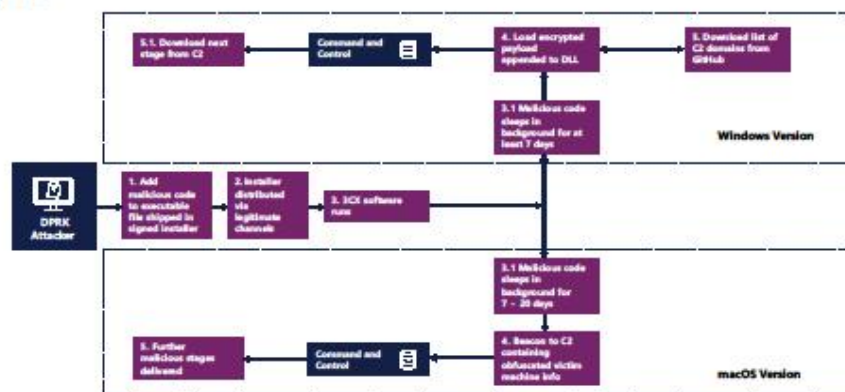 5.1. Download next
stage from C2
Command and
Control
4. Load encrypted
payload
appended to DLL
5. Download list of
C2 domains from
GitHub
3.1 Malicious code
sleeps in
background for at
least 7 days
Windows Version
DPRK
Attacker
1. Add
malicious code
to executable
file shipped in
signed installer
2. Installer
distributed
via
legitimate
channels
3. 3CX software
runs
3.1 Malicious code
sleeps in
background for
7 - 20 days
5. Further
malicious stages
delivered
Command and
Control
4. Beacon to C2
containing
obfuscated victim
machine info
macOS Version